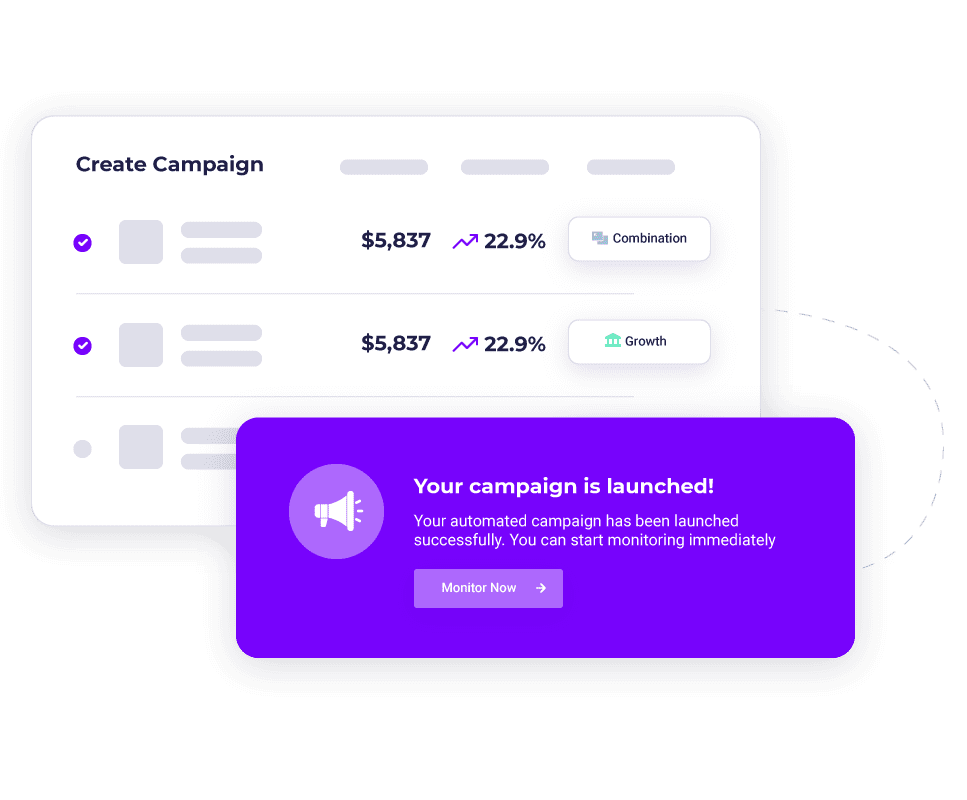 Create Campaign
$5,837 22.9% Combination
$5,837 22.9% Growth
Your campaign is launched!
Your automated campaign has been launched
successfully. You can start monitoring immediately
Monitor Now